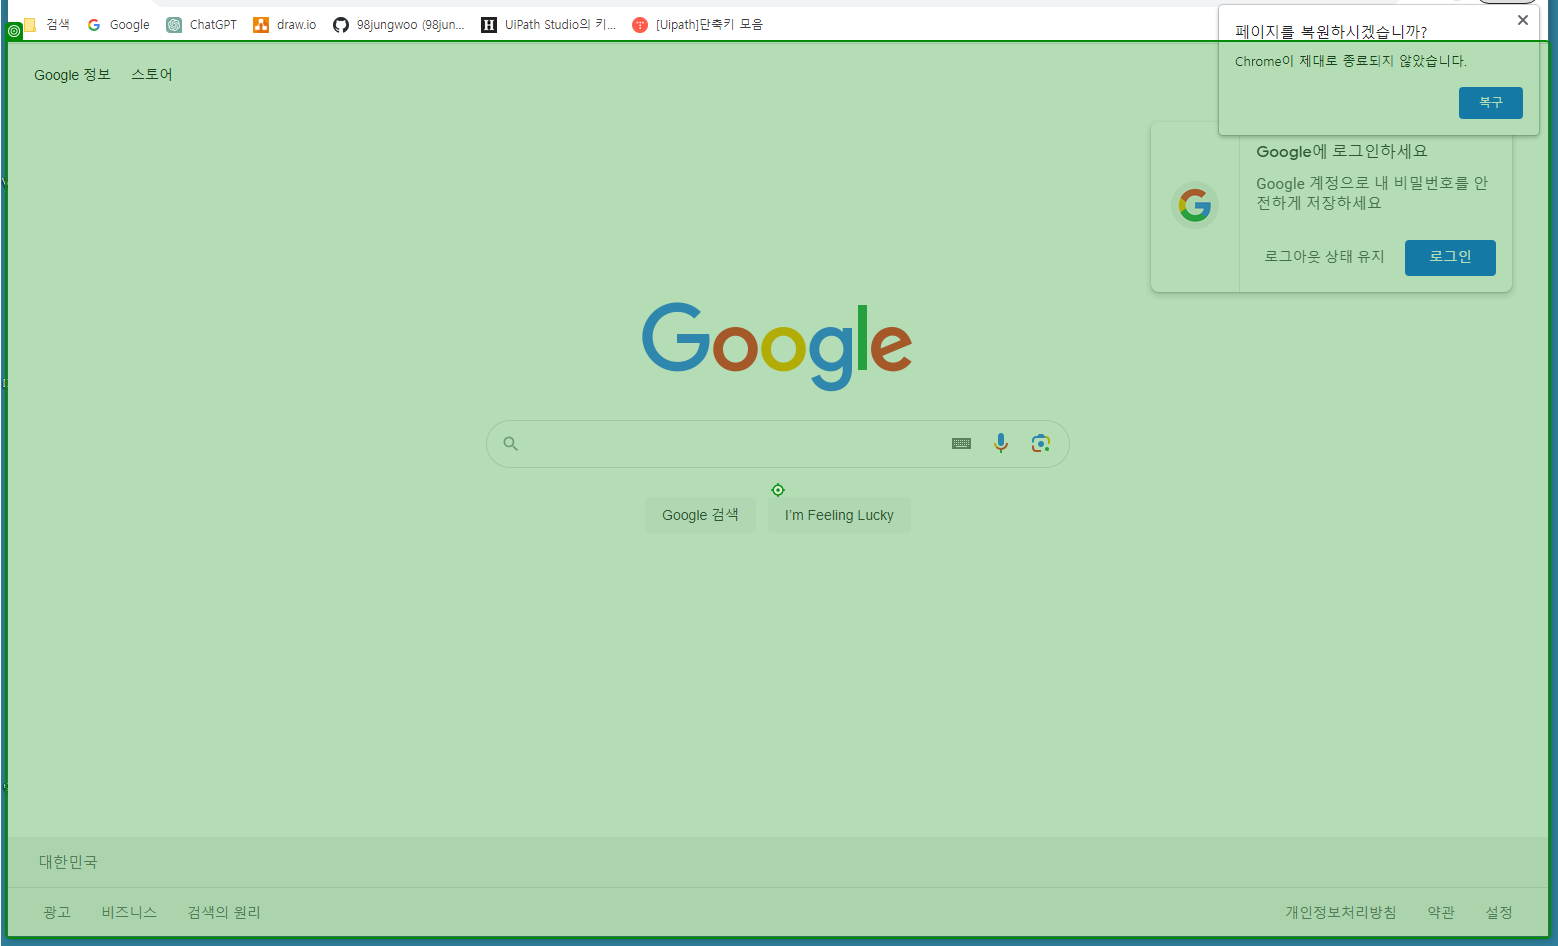 검색 Google ChatGPT draw.io 98jungwoo (98jun... UiPath Studio의 키... [Uipath]단축키 모음
페이지를 복원하시겠습니까?
Chrome이 제대로 종료되지 않았습니다.
복구
Google 정보 스토어
Google에 로그인하세요
Google 계정으로 내 비밀번호를 안
전하게 저장하세요
로그아웃 상태 유지 로그인
Google
Google 검색 I'm Feeling Lucky
대한민국
광고 비즈니스 검색의 원리 개인정보처리방침 약관 설정